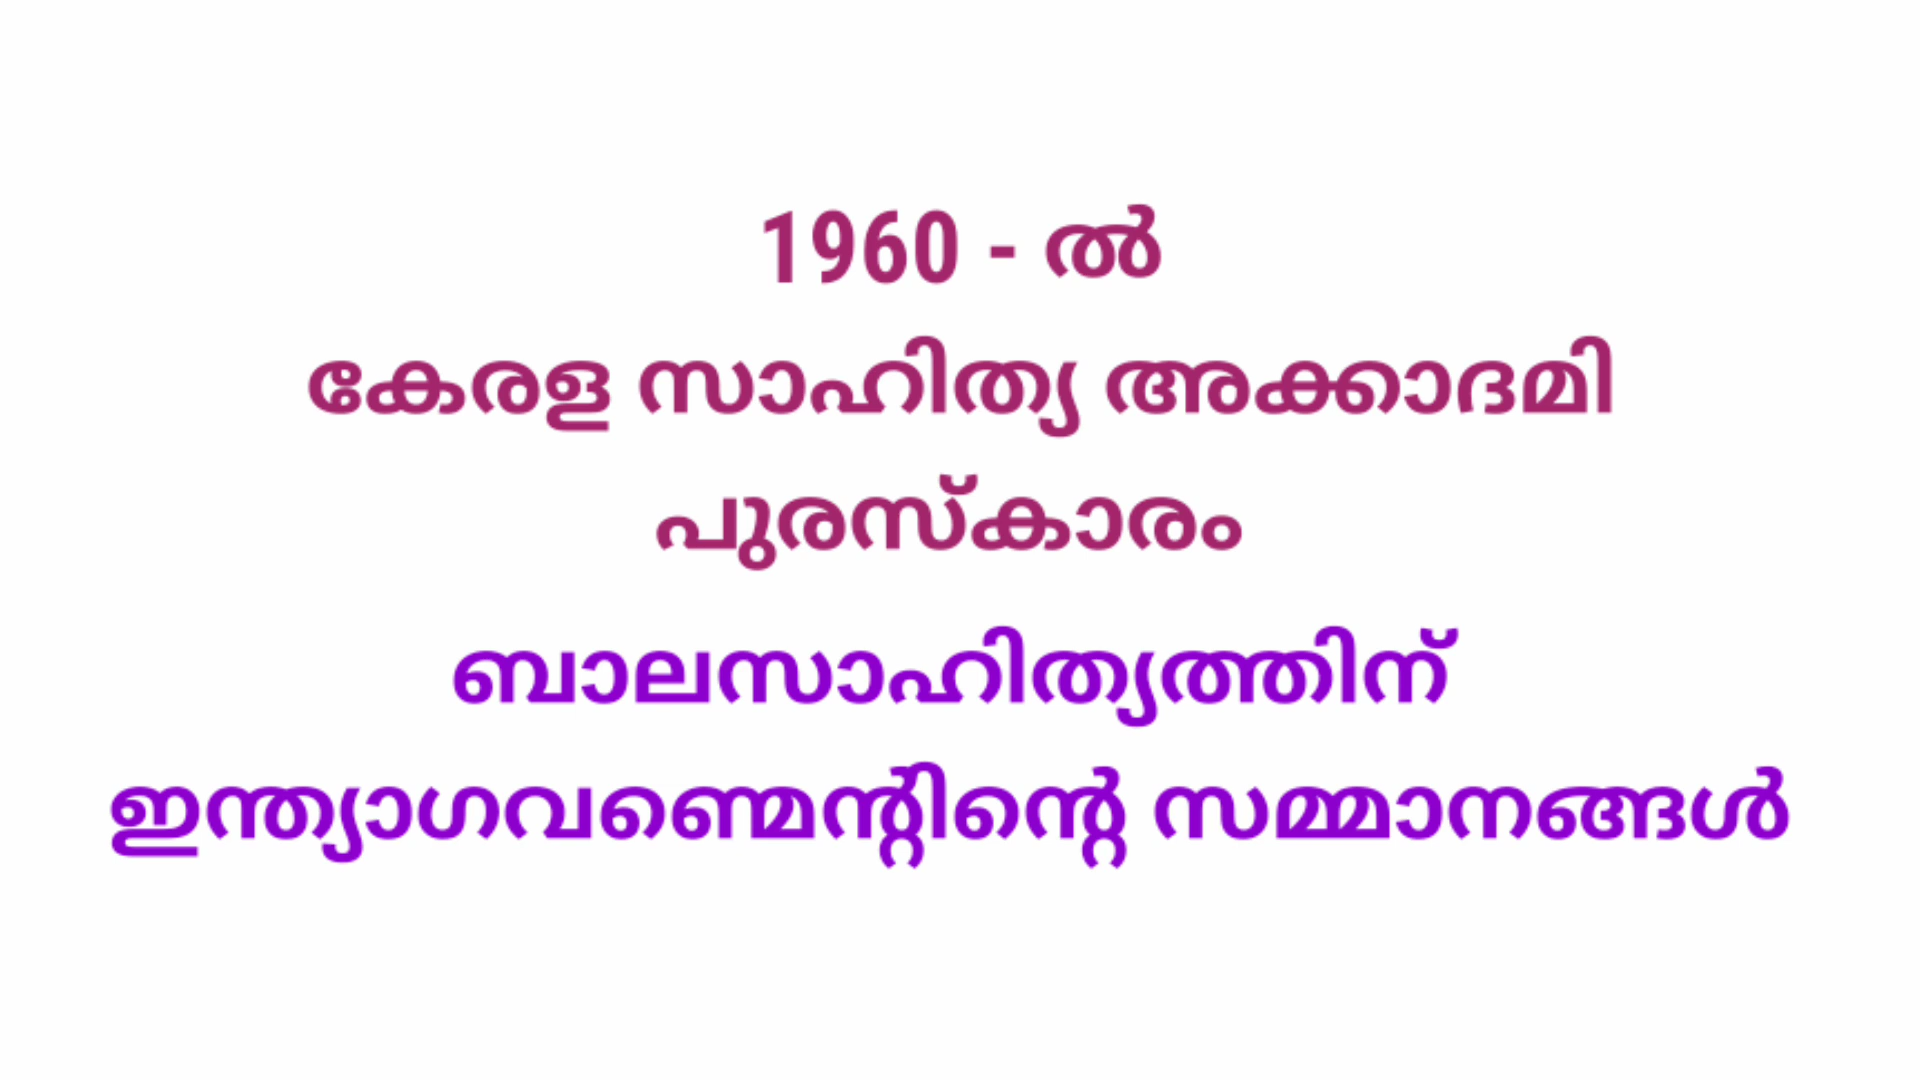 1960 - ൽ
കേരള സാഹിത്യ അക്കാദമി
പുരസ്കാരം
ബാലസാഹിത്യത്തിന്
ഇന്ത്യാഗവണ്മെന്റിന്റെ സമ്മാനങ്ങൾ